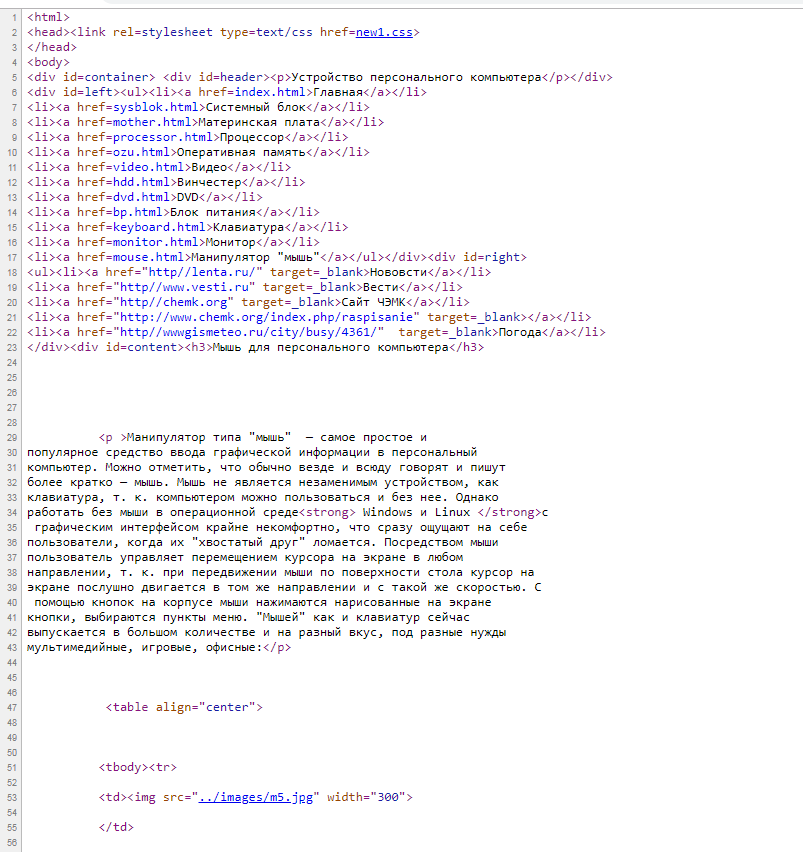 1 <html>
2 <head><link rel=stylesheet type=text/css href=new1.css>
3 </head>
4 <body>
5 <div id=container> <div id=header><p>Устройство персонального компьютера</p></div>
6 <div id=left><ul><li><a href=index.html>Главная</a></li>
7 <li><a href=sysblok.html>Системный блок</a></li>
8 <li><a href=mother.html>Материнская плата</a></li>
9 <li><a href=processor.html>Процессор</a></li>
10 <li><a href=ozu.html>Оперативная память</a></li>
11 <li><a href=video.html>Видео</a></li>
12 <li><a href=hdd.html>Винчестер</a></li>
13 <li><a href=dvd.html>DVD</a></li>
14 <li><a href=bp.html>Блок питания</a></li>
15 <li><a href=keyboard.html>Клавиатура</a></li>
16 <li><a href=monitor.html>Монитор</a></li>
17 <li><a href=mouse.html>Манипулятор "мышь"</a></ul></div><div id=right>
18 <ul><li><a href="http//lenta.ru/" target=_blank>Нововсти</a></li>
19 <li><a href="http//www.vesti.ru" target=_blank>Вести</a></li>
20 <li><a href="http//chemk.org" target=_blank>Сайт ЧЭМК</a></li>
21 <li><a href="http://www.chemk.org/index.php/raspisanie" target=_blank></a></li>
22 <li><a href="http//wwwgismeteo.ru/city/busy/4361/"  target=_blank>Погода</a></li>
23 </div><div id=content><h3>Мышь для персонального компьютера</h3>
24
25
26
27
28
29 <p >Манипулятор типа "мышь"  — самое простое и
30 популярное средство ввода графической информации в персональный
31 компьютер. Можно отметить, что обычно везде и всюду говорят и пишут
32 более кратко — мышь. Мышь не является незаменимым устройством, как
33 клавиатура, т. к. компьютером можно пользоваться и без нее. Однако
34 работать без мыши в операционной среде<strong> Windows и Linux </strong>с
35 графическим интерфейсом крайне некомфортно, что сразу ощущают на себе
36 пользователи, когда их "хвостатый друг" ломается. Посредством мыши
37 пользователь управляет перемещением курсора на экране в любом
38 направлении, т. к. при передвижении мыши по поверхности стола курсор на
39 экране послушно двигается в том же направлении и с такой же скоростью. С
40 помощью кнопок на корпусе мыши нажимаются нарисованные на экране
41 кнопки, выбираются пункты меню. "Мышей" как и клавиатур сейчас
42 выпускается в большом количестве и на разный вкус, под разные нужды
43 мультимедийные, игровые, офисные:</p>
44
45
46
47 <table align="center">
48
49
50
51 <tbody><tr>
52
53 <td><img src="../images/m5.jpg" width="300">
54
55 </td>
56